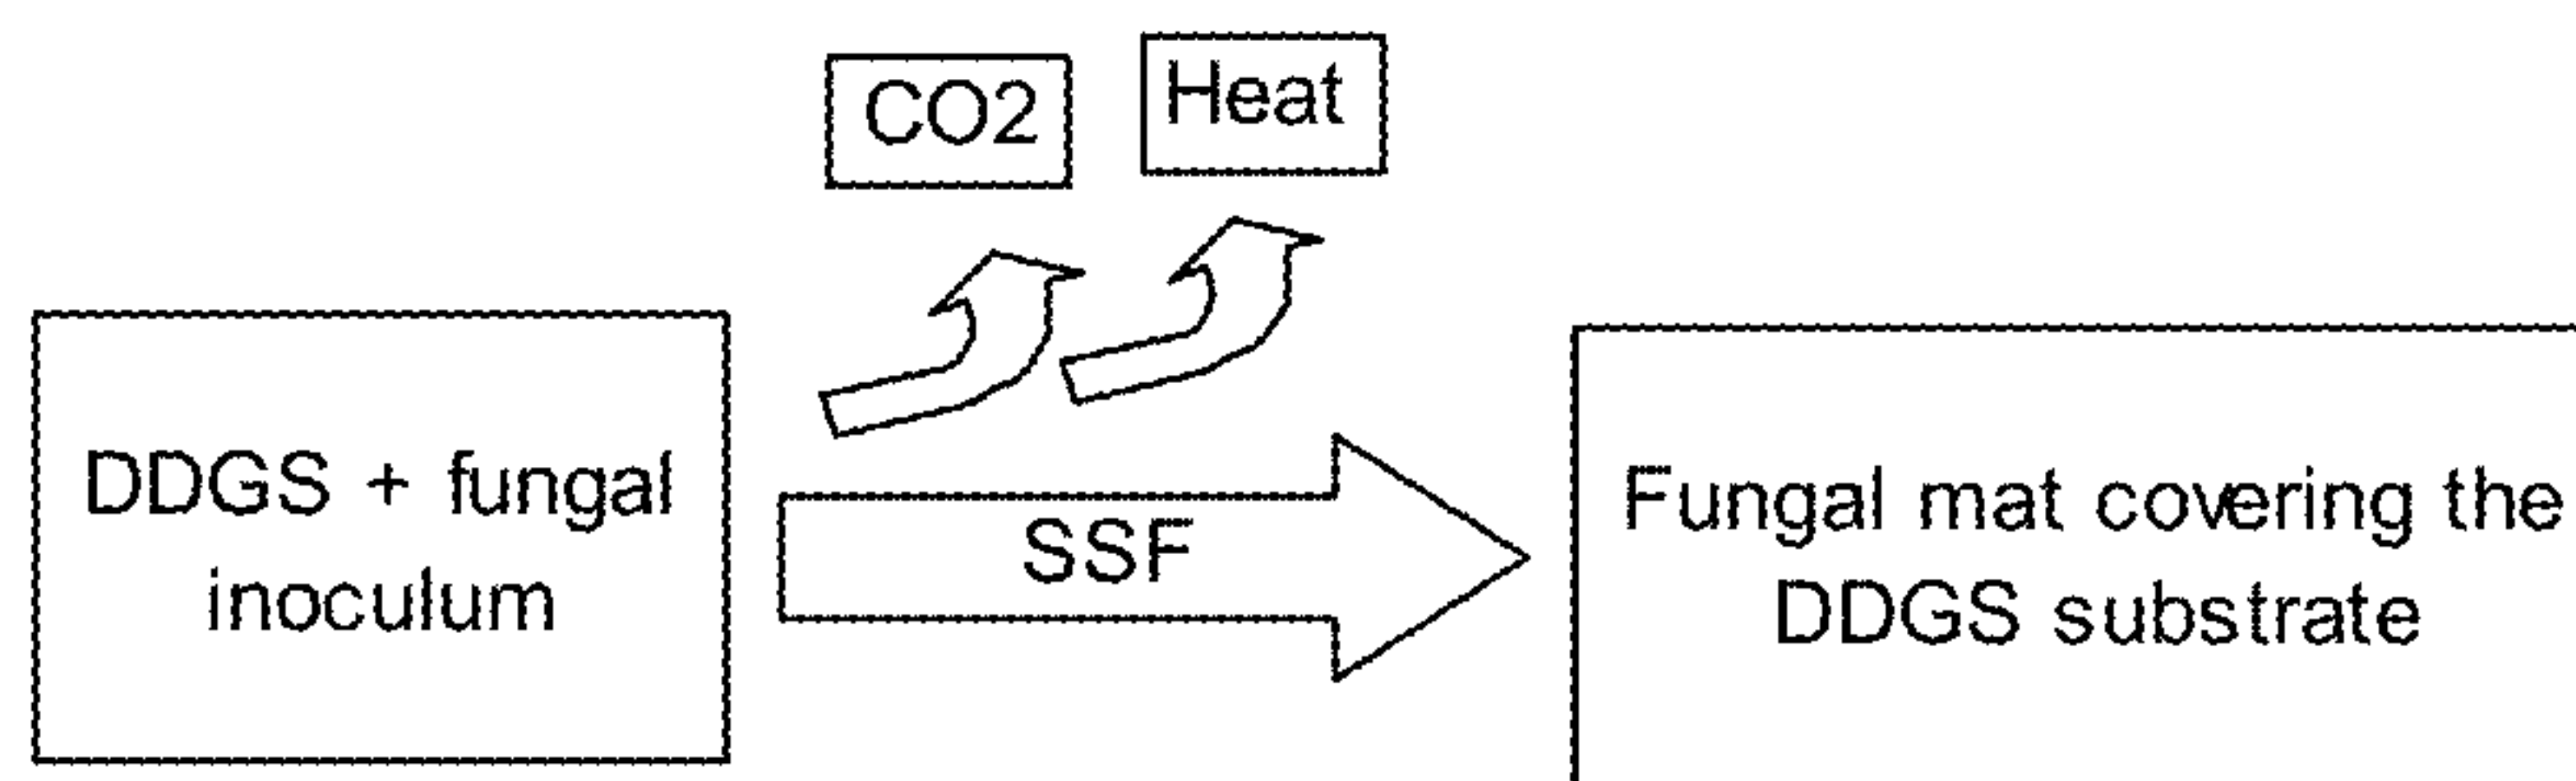 CO2
Heat
DDGS + fungal
inoculum
SSF
Fungal mat covering the
DDGS substrate